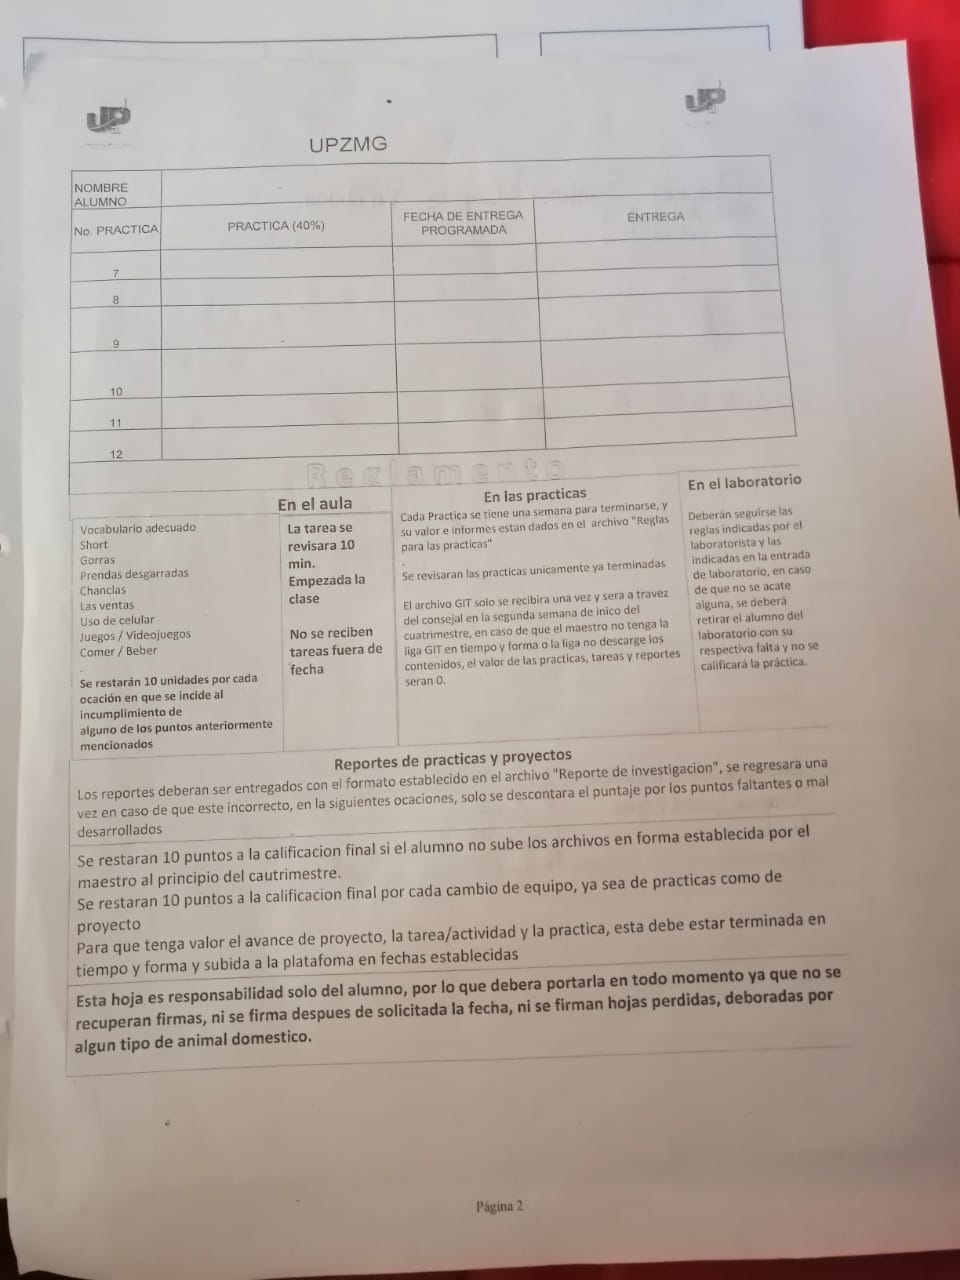 UP
UP
UPZMG
NOMBRE
ALUMNO
No. PRACTICA
PRACTICA (40%)
FECHA DE ENTREGA
PROGRAMADA
ENTREGA
7
8
9
10
11
12
Reglamento
En el aula
Vocabulario adecuado
Short
Gorras
Prendas desgarradas
Chanclas
Las ventas
Uso de celular
Juegos / Videojuegos
Comer / Beber
.
Se restarán 10 unidades por cada
ocación en que se incide al
incumplimiento de
alguno de los puntos anteriormente
mencionados
La tarea se
revisara 10
min.
Empezada la
clase
No se reciben
tareas fuera de
fecha
En las practicas
Cada Practica se tiene una semana para terminarse, y
su valor e informes estan dados en el archivo "Reglas
para las practicas"
.
Se revisaran las practicas unicamente ya terminadas
El archivo GIT solo se recibira una vez y sera a travez
del consejal en la segunda semana de inico del
cuatrimestre, en caso de que el maestro no tenga la
liga GIT en tiempo y forma o la liga no descarge los
contenidos, el valor de las practicas, tareas y reportes
seran 0.
En el laboratorio
Deberán seguirse las
reglas indicadas por el
laboratorista y las
indicadas en la entrada
de laboratorio, en caso
de que no se acate
alguna, se deberá
retirar el alumno del
laboratorio con su
respectiva falta y no se
calificará la práctica.
Reportes de practicas y proyectos
Los reportes deberan ser entregados con el formato establecido en el archivo "Reporte de investigacion", se regresara una
vez en caso de que este incorrecto, en la siguientes ocaciones, solo se descontara el puntaje por los puntos faltantes o mal
desarrollados
Se restaran 10 puntos a la calificacion final si el alumno no sube los archivos en forma establecida por el
maestro al principio del cautrimestre.
Se restaran 10 puntos a la calificacion final por cada cambio de equipo, ya sea de practicas como de
proyecto
Para que tenga valor el avance de proyecto, la tarea/actividad y la practica, esta debe estar terminada en
tiempo y forma y subida a la platafoma en fechas establecidas
Esta hoja es responsabilidad solo del alumno, por lo que debera portarla en todo momento ya que no se
recuperan firmas, ni se firma despues de solicitada la fecha, ni se firman hojas perdidas, deboradas por
algun tipo de animal domestico.
Página 2